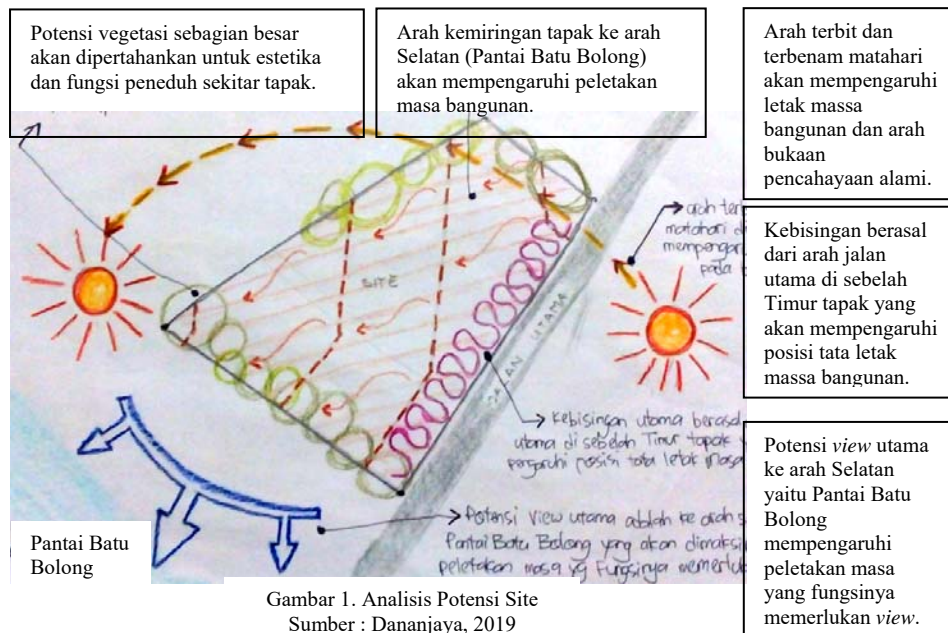 Potensi vegetasi sebagian besar
akan dipertahankan untuk estetika
dan fungsi peneduh sekitar tapak.
Arah kemiringan tapak ke arah
Selatan (Pantai Batu Bolong)
akan mempengaruhi peletakan
masa bangunan.
Arah terbit dan
terbenam matahari
akan mempengaruhi
letak massa
bangunan dan arah
bukaan
pencahayaan alami.
Kebisingan berasal
dari arah jalan
utama di sebelah
Timur tapak yang
akan mempengaruhi
posisi tata letak
massa bangunan.
Potensi view utama
ke arah Selatan
yaitu Pantai Batu
Bolong
mempengaruhi
peletakan masa
yang fungsinya
memerlukan view.
arah
matahari
pada
SITE
JALAN UTAMA
Kebisingan utama berasal
utama di sebelah Timur tapak
posisi tata letak masa
Potensi view utama adalah ke arah
Pantai Batu Bolong yang akan
peletakan masa yg fungsinya
Pantai Batu
Bolong
Gambar 1. Analisis Potensi Site
Sumber : Dananjaya, 2019